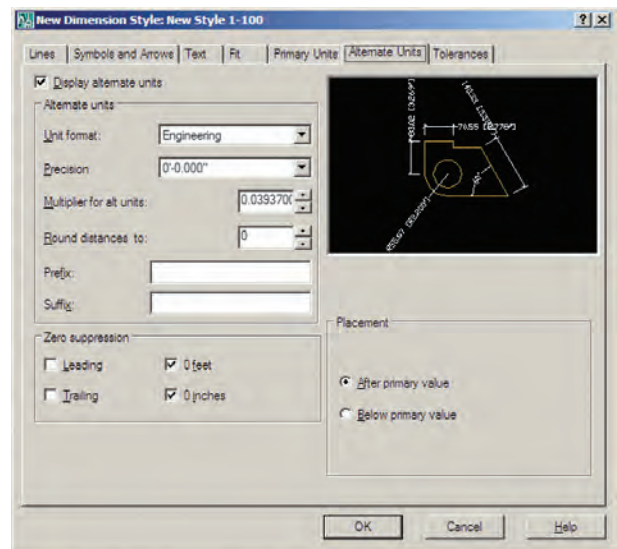 New Dimension Style: New Style 1-100
Lines Symbols and Arrows Text Fit Primary Units Alternate Units Tolerances
Display alternate units
Alternate units
Unit format: Engineering
Precision 0'-0.000"
Multiplier for alt units: 0.039370
Round distances to: 0
Prefix:
Suffix:
Zero suppression
Leading 0 feet
Trailing 0 inches
Placement
After primary value
Below primary value
OK Cancel Help